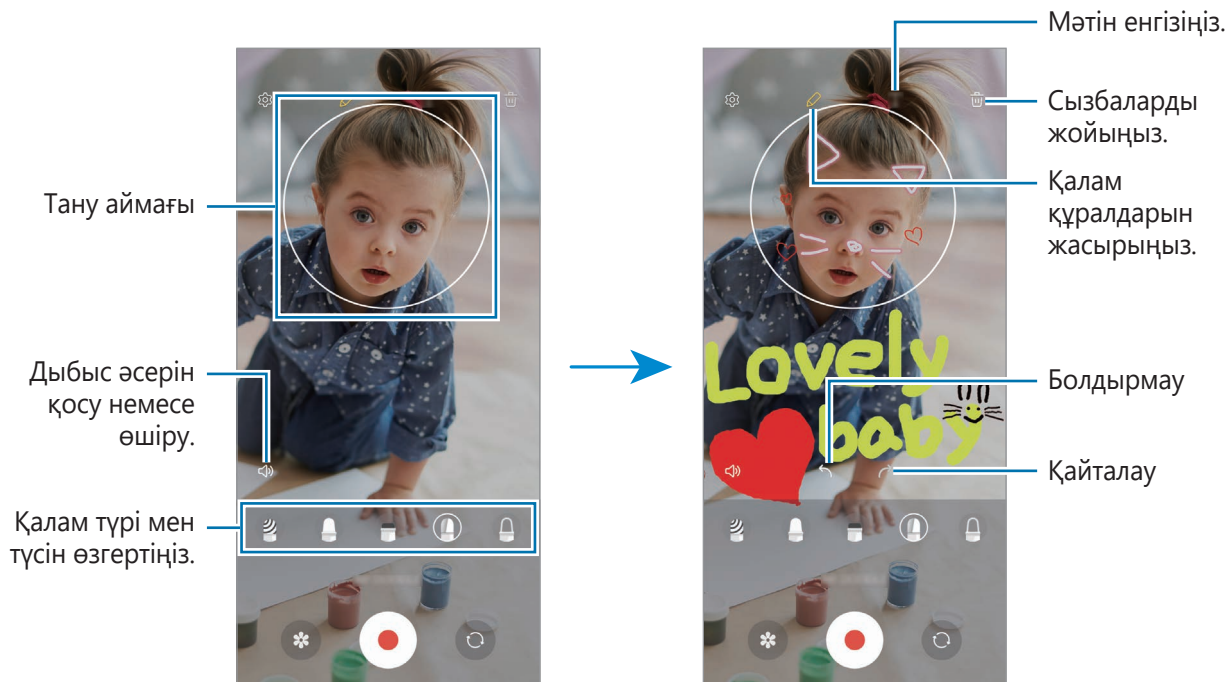 Мәтін енгізіңіз.
Сызбаларды
жойыңыз.
Қалам
құралдарын
жасырыңыз.
Тану аймағы
Lovely
baby
Дыбыс әсерін
қосу немесе
өшіру.
Болдырмау
Қайталау
Қалам түрі мен
түсін өзгертіңіз.